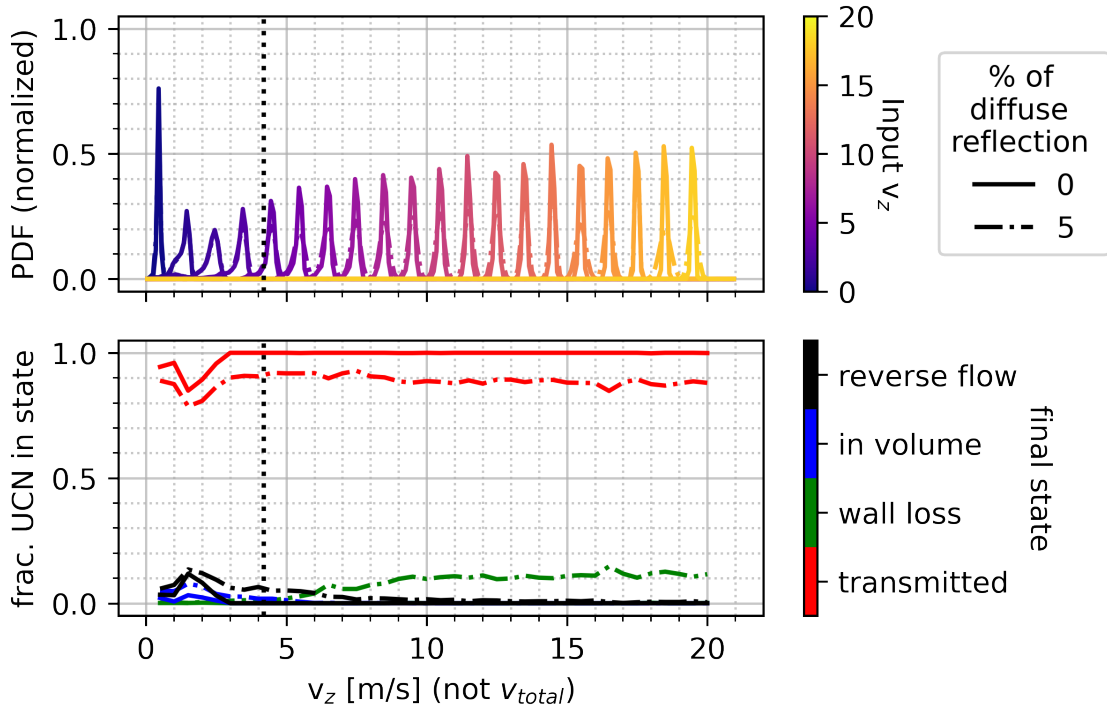 PDF (normalized)
1.0
0.5
0.0
20
15
10
5
0
Input v_z
% of
diffuse
reflection
0
5
frac. UCN in state
1.0
0.5
0.0
0
5
10
15
20
v_z [m/s] (not v_total)
reverse flow
in volume
wall loss
transmitted
final state